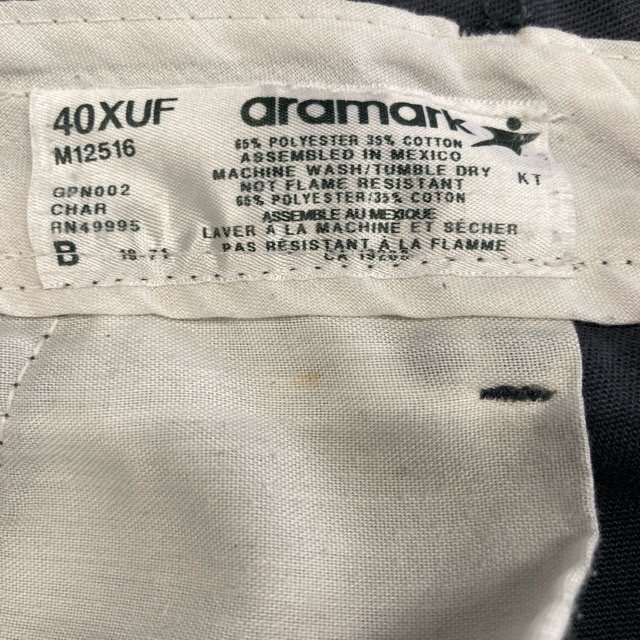 40XUF
M12516
GPN002
CHAR
RN49995
B
aramark
65% POLYESTER 35% COTTON
ASSEMBLED IN MEXICO
MACHINE WASH/TUMBLE DRY
NOT FLAME RESISTANT
65% POLYESTER/35% COTON
ASSEMBLE AU MEXIQUE
LAVER À LA MACHINE ET SÉCHER
PAS RÉSISTANT À LA FLAMME
CA
KT